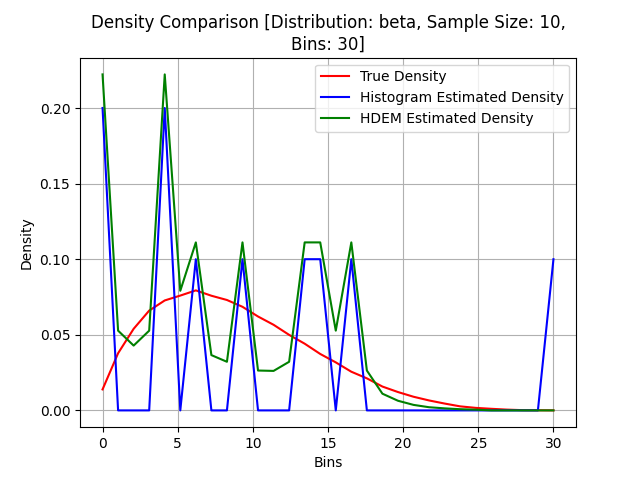 Density Comparison [Distribution: beta, Sample Size: 10,
Bins: 30]
True Density
Histogram Estimated Density
HDEM Estimated Density
Density
0.20
0.15
0.10
0.05
0.00
0 5 10 15 20 25 30
Bins